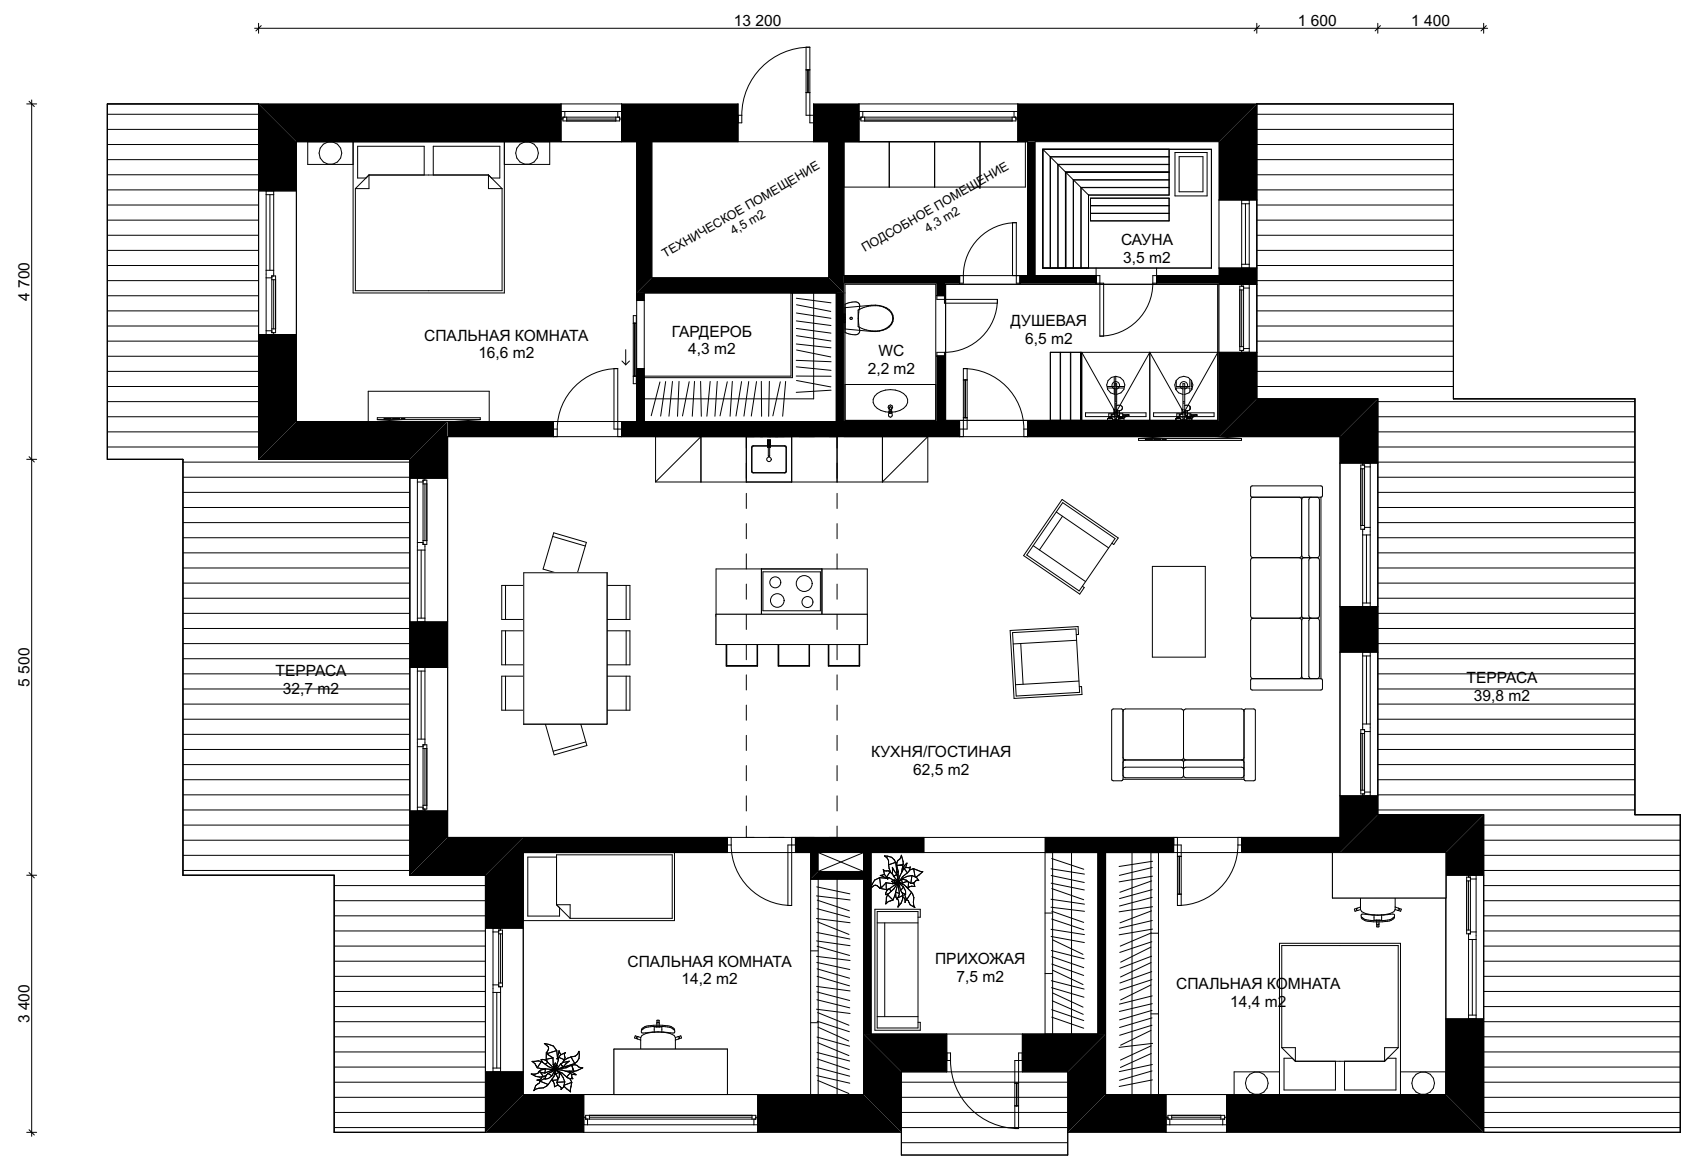 13 200
1 600
1 400
4 700
5 500
3 400
ТЕХНИЧЕСКОЕ ПОМЕЩЕНИЕ
4,5 m2
ПОДСОБНОЕ ПОМЕЩЕНИЕ
4,3 m2
САУНА
3,5 m2
СПАЛЬНАЯ КОМНАТА
16,6 m2
ГАРДЕРОБ
4,3 m2
WC
2,2 m2
ДУШЕВАЯ
6,5 m2
ТЕРРАСА
32,7 m2
ТЕРРАСА
39,8 m2
КУХНЯ/ГОСТИНАЯ
62,5 m2
СПАЛЬНАЯ КОМНАТА
14,2 m2
ПРИХОЖАЯ
7,5 m2
СПАЛЬНАЯ КОМНАТА
14,4 m2